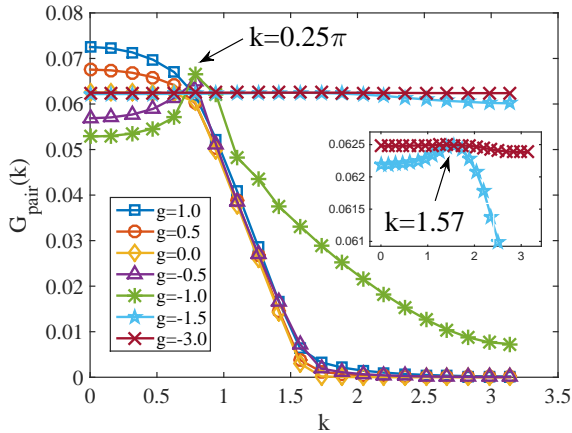 k=0.25π
0.08
0.07
0.06
0.05
0.04
0.03
0.02
0.01
0
G_pair(k)
g=1.0
g=0.5
g=0.0
g=-0.5
g=-1.0
g=-1.5
g=-3.0
0.0625
0.062
0.0615
0.061
k=1.57
0 1 2 3
0 0.5 1 1.5 2 2.5 3 3.5
k